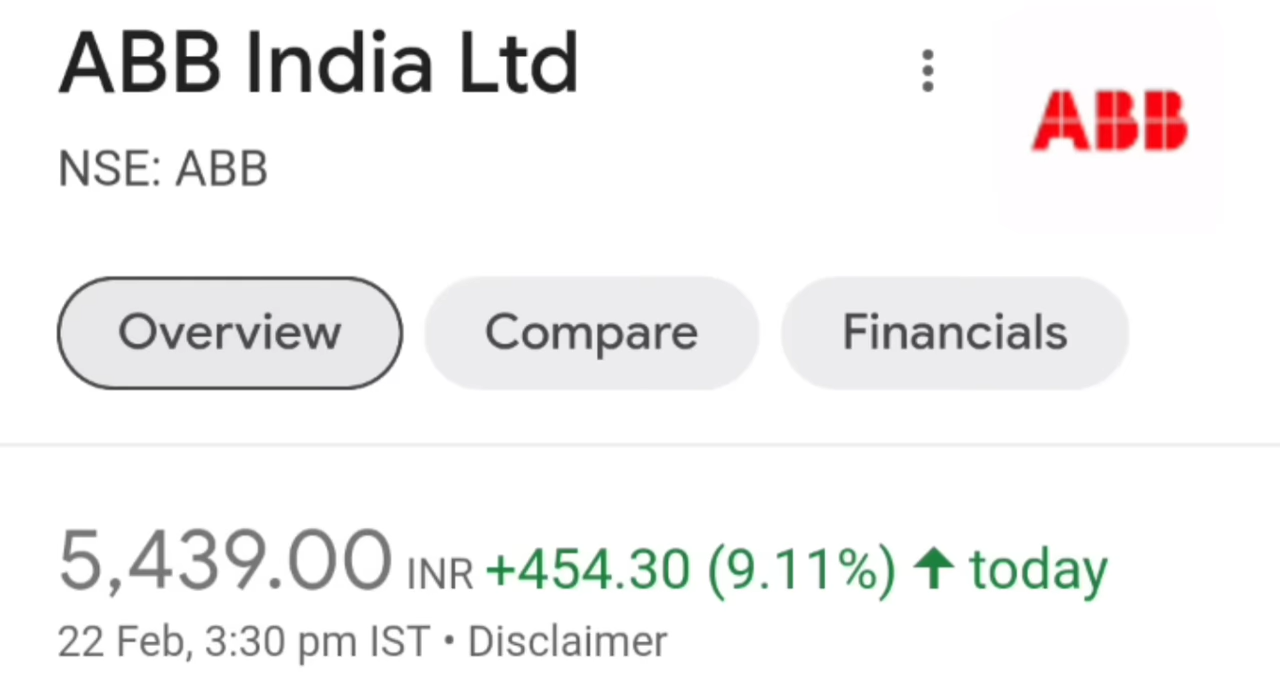 ABB India Ltd
ABB
NSE: ABB
Overview Compare Financials
5,439.00 INR +454.30 (9.11%) ↑ today
22 Feb, 3:30 pm IST • Disclaimer